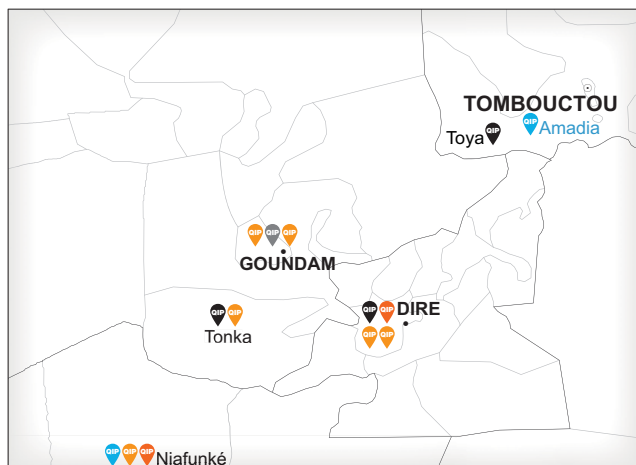 TOMBOUCTOU
QIP Amadia
Toya QIP
QIP QIP QIP
GOUNDAM
QIP QIP DIRE
QIP QIP
QIP QIP
Tonka
QIP QIP QIP Niafunké